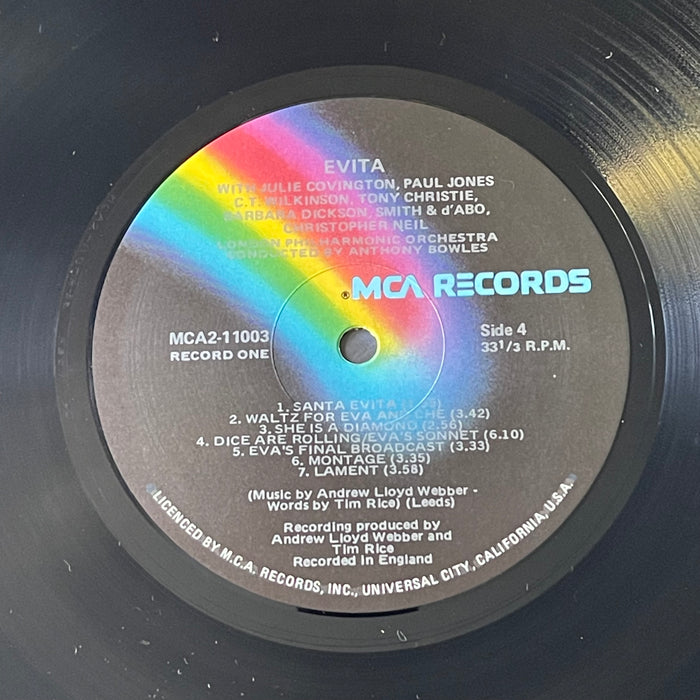 EVITA
WITH JULIE COVINGTON, PAUL JONES
C.T. WILKINSON, TONY CHRISTIE,
BARBARA DICKSON, SMITH & d'ABO,
CHRISTOPHER NEIL
LONDON PHILHARMONIC ORCHESTRA
CONDUCTED BY ANTHONY BOWLES
®MCA RECORDS
MCA2-11003
RECORD ONE
Side 4
33 1/3 R.P.M.
1. SANTA EVITA
2. WALTZ FOR EVA AND CHE (3.42)
3. SHE IS A DIAMOND (2.56)
4. DICE ARE ROLLING/EVA'S SONNET (6.10)
5. EVA'S FINAL BROADCAST (3.33)
6. MONTAGE (3.35)
7. LAMENT (3.58)
(Music by Andrew Lloyd Webber -
Words by Tim Rice) (Leeds)
Recording produced by
Andrew Lloyd Webber and
Tim Rice
Recorded in England
LICENCED BY M.C.A. RECORDS, INC., UNIVERSAL CITY, CALIFORNIA, U.S.A.